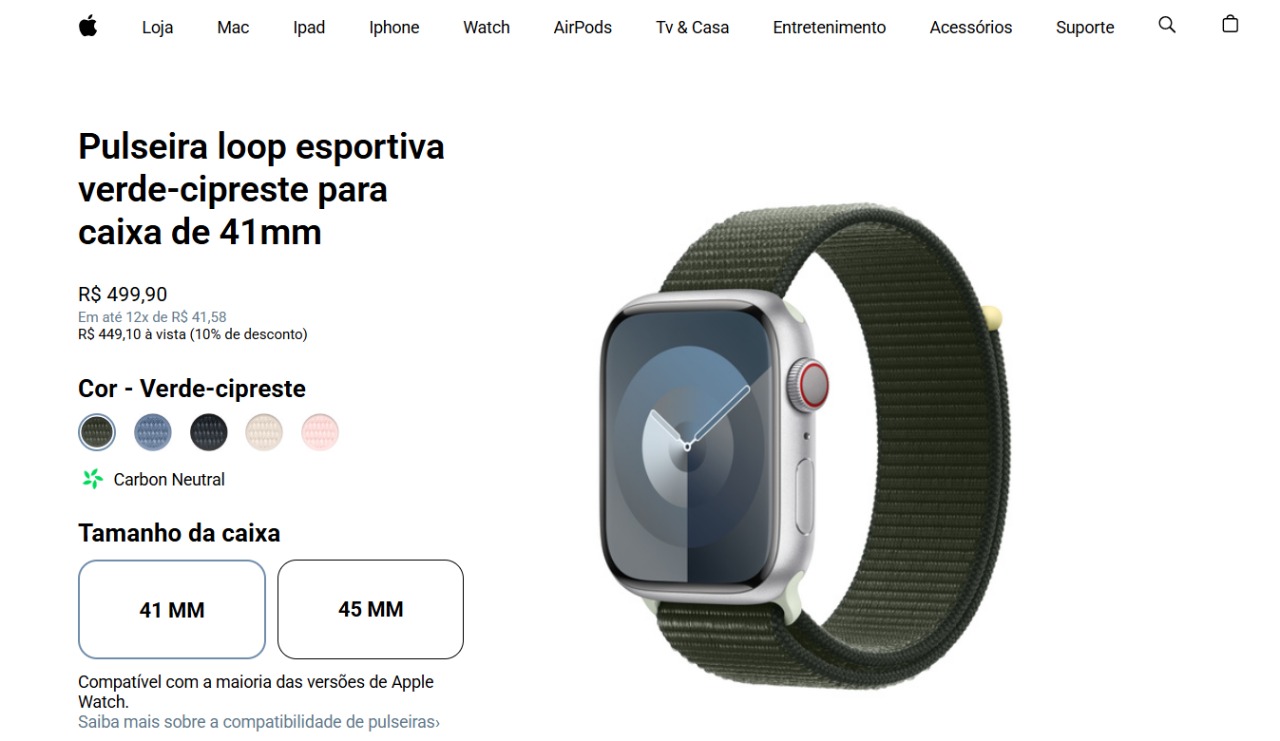 Loja Mac Ipad Iphone Watch AirPods Tv & Casa Entretenimento Acessórios Suporte
Pulseira loop esportiva
verde-cipreste para
caixa de 41mm
R$ 499,90
Em até 12x de R$ 41,58
R$ 449,10 à vista (10% de desconto)
Cor - Verde-cipreste
Carbon Neutral
Tamanho da caixa
41 MM 45 MM
Compatível com a maioria das versões de Apple
Watch.
Saiba mais sobre a compatibilidade de pulseiras›